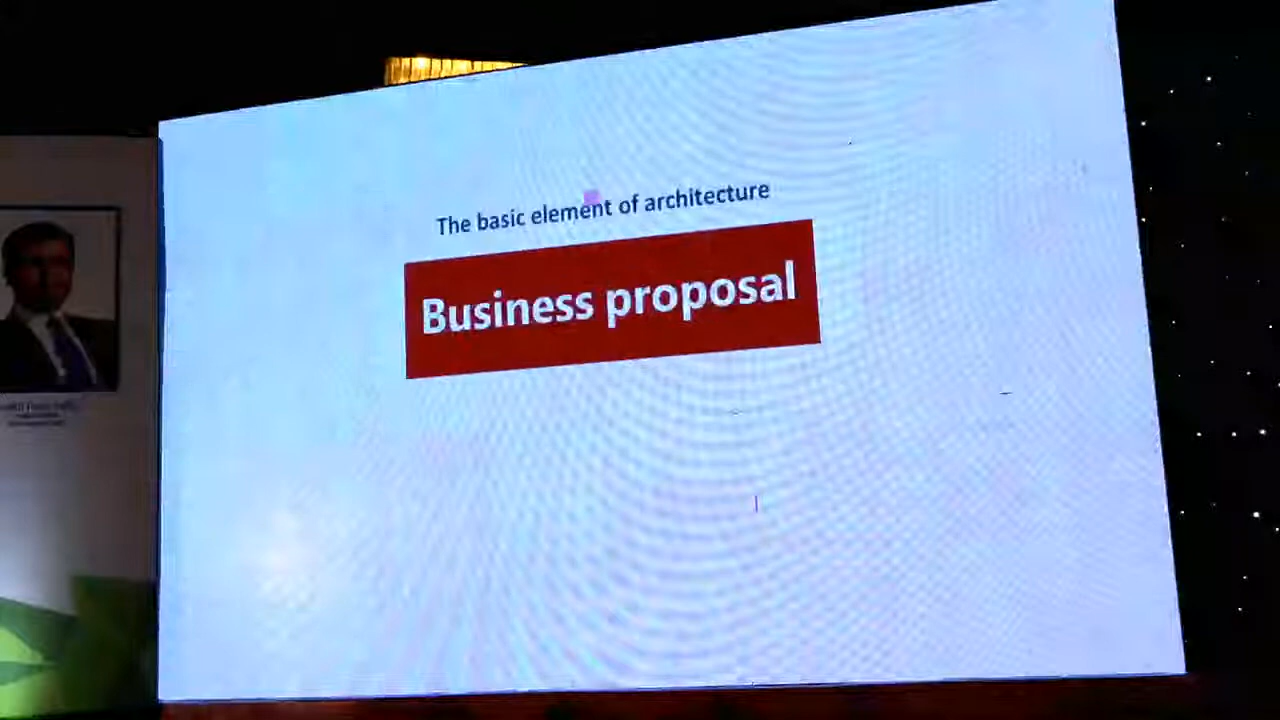 The basic element of architecture
Business proposal